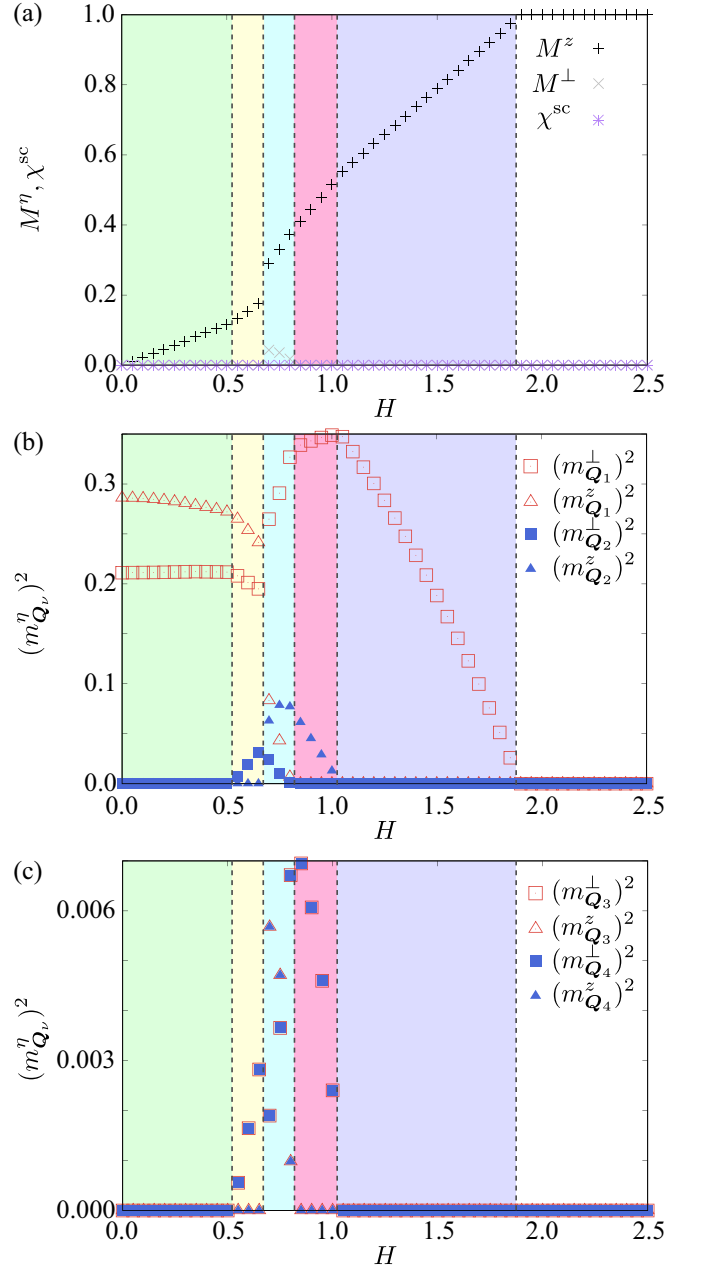 (a)
1.0
0.8
0.6
0.4
0.2
0.0
M^η, χ^sc
M^z
M^⊥
χ^sc
0.0 0.5 1.0 1.5 2.0 2.5
H
(b)
0.3
0.2
0.1
0.0
(m^η_{Q_ν})^2
(m^⊥_{Q_1})^2
(m^z_{Q_1})^2
(m^⊥_{Q_2})^2
(m^z_{Q_2})^2
0.0 0.5 1.0 1.5 2.0 2.5
H
(c)
0.006
0.003
0.000
(m^η_{Q_ν})^2
(m^⊥_{Q_3})^2
(m^z_{Q_3})^2
(m^⊥_{Q_4})^2
(m^z_{Q_4})^2
0.0 0.5 1.0 1.5 2.0 2.5
H